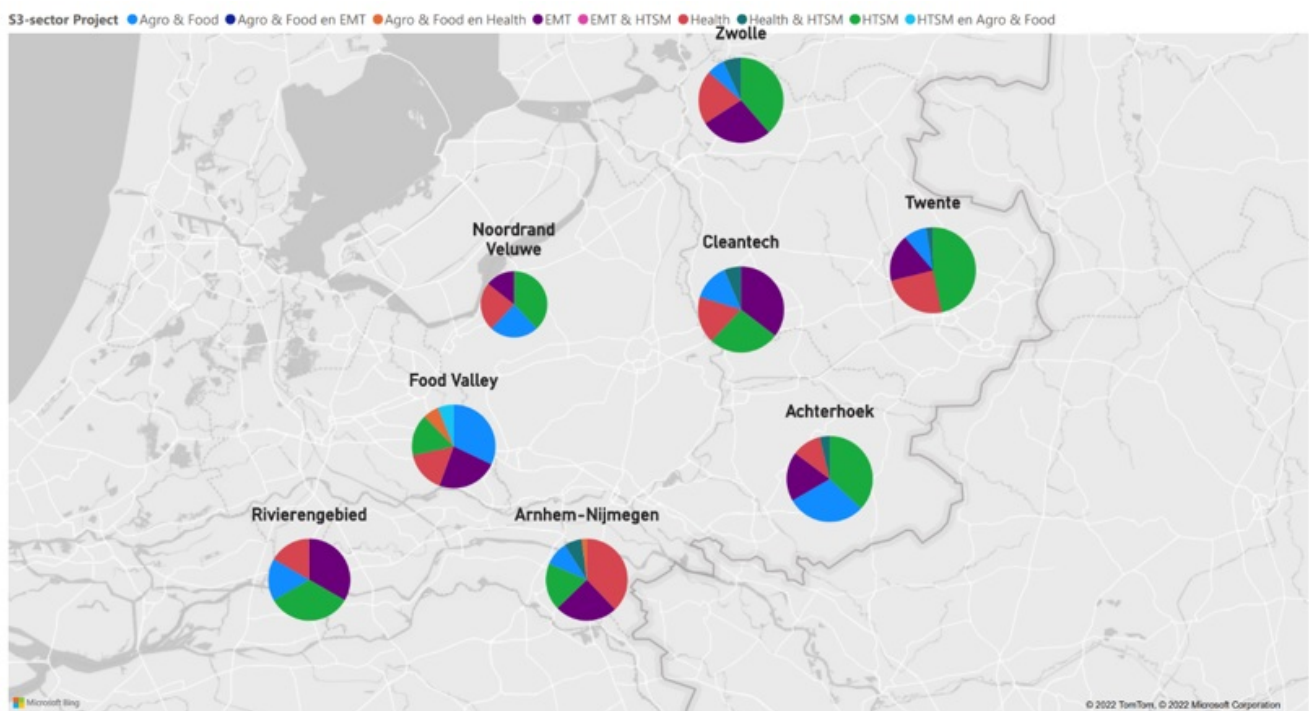 S3-sector Project Agro & Food Agro & Food en EMT Agro & Food en Health EMT EMT & HTSM Health Health & HTSM HTSM HTSM en Agro & Food
Zwolle
Twente
Noordrand
Veluwe
Cleantech
Food Valley
Achterhoek
Rivierengebied
Arnhem-Nijmegen
Microsoft Bing
© 2022 TomTom, © 2022 Microsoft Corporation